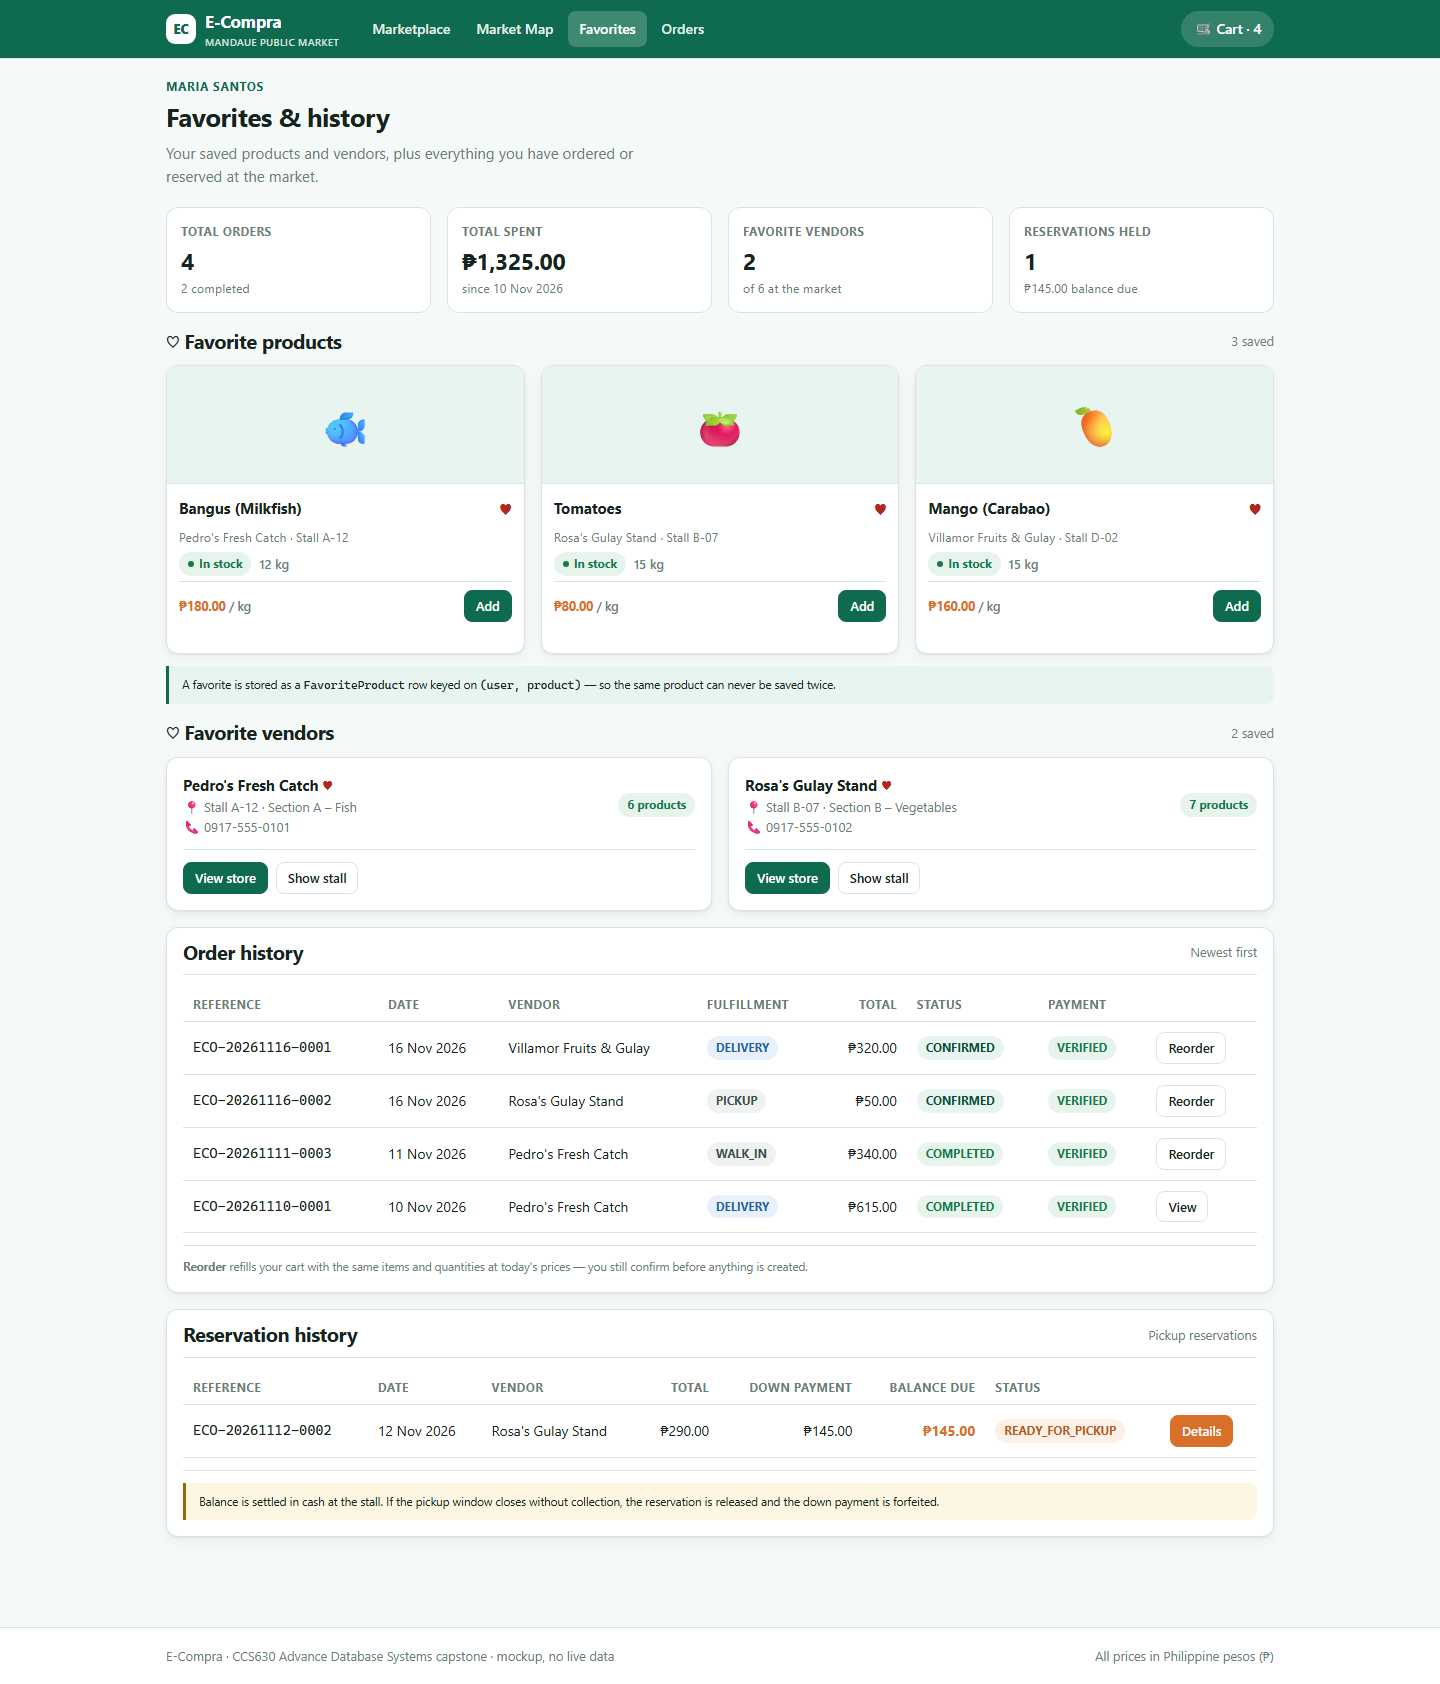 EC
E-Compra
MANDAUE PUBLIC MARKET
Marketplace
Market Map
Favorites
Orders
Cart · 4
MARIA SANTOS
Favorites & history
Your saved products and vendors, plus everything you have ordered or
reserved at the market.
TOTAL ORDERS
4
2 completed
TOTAL SPENT
₱1,325.00
since 10 Nov 2026
FAVORITE VENDORS
2
of 6 at the market
RESERVATIONS HELD
1
₱145.00 balance due
♡ Favorite products
3 saved
Bangus (Milkfish) ♥
Pedro's Fresh Catch · Stall A-12
● In stock 12 kg
₱180.00 / kg
Add
Tomatoes ♥
Rosa's Gulay Stand · Stall B-07
● In stock 15 kg
₱80.00 / kg
Add
Mango (Carabao) ♥
Villamor Fruits & Gulay · Stall D-02
● In stock 15 kg
₱160.00 / kg
Add
A favorite is stored as a FavoriteProduct row keyed on (user, product) — so the same product can never be saved twice.
♡ Favorite vendors
2 saved
Pedro's Fresh Catch ♥
📍 Stall A-12 · Section A – Fish
📞 0917-555-0101
6 products
View store
Show stall
Rosa's Gulay Stand ♥
📍 Stall B-07 · Section B – Vegetables
📞 0917-555-0102
7 products
View store
Show stall
Order history
Newest first
REFERENCE DATE VENDOR FULFILLMENT TOTAL STATUS PAYMENT
ECO-20261116-0001 16 Nov 2026 Villamor Fruits & Gulay DELIVERY ₱320.00 CONFIRMED VERIFIED Reorder
ECO-20261116-0002 16 Nov 2026 Rosa's Gulay Stand PICKUP ₱50.00 CONFIRMED VERIFIED Reorder
ECO-20261111-0003 11 Nov 2026 Pedro's Fresh Catch WALK_IN ₱340.00 COMPLETED VERIFIED Reorder
ECO-20261110-0001 10 Nov 2026 Pedro's Fresh Catch DELIVERY ₱615.00 COMPLETED VERIFIED View
Reorder refills your cart with the same items and quantities at today's prices — you still confirm before anything is created.
Reservation history
Pickup reservations
REFERENCE DATE VENDOR TOTAL DOWN PAYMENT BALANCE DUE STATUS
ECO-20261112-0002 12 Nov 2026 Rosa's Gulay Stand ₱290.00 ₱145.00 ₱145.00 READY_FOR_PICKUP Details
Balance is settled in cash at the stall. If the pickup window closes without collection, the reservation is released and the down payment is forfeited.
E-Compra · CCS630 Advance Database Systems capstone · mockup, no live data
All prices in Philippine pesos (₱)